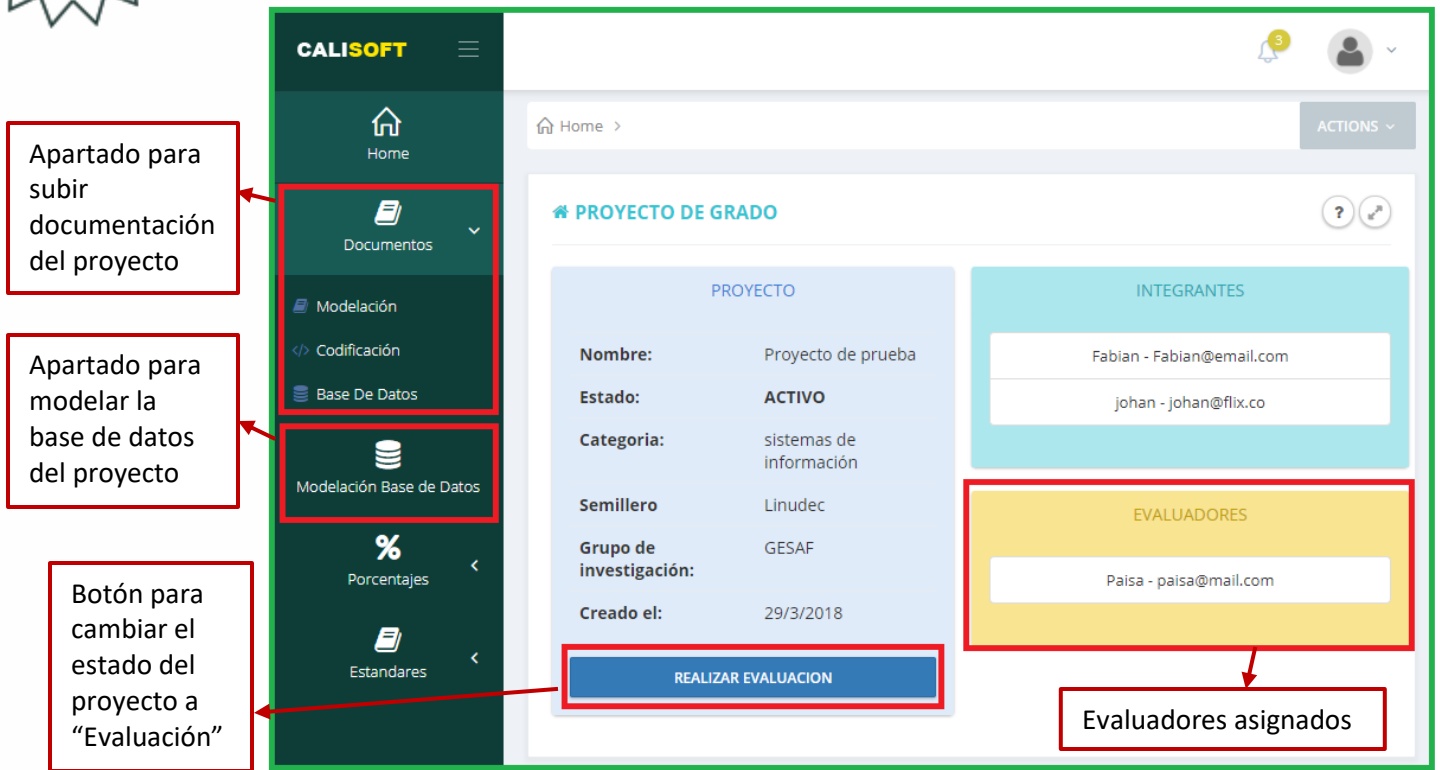 CALISOFT
3
Home
Home >
ACTIONS
Apartado para
subir
documentación
del proyecto
Documentos
Modelación
Codificación
Base De Datos
Apartado para
modelar la
base de datos
del proyecto
Modelación Base de Datos
%
Porcentajes
Estandares
Botón para
cambiar el
estado del
proyecto a
“Evaluación”
PROYECTO DE GRADO
?
PROYECTO
Nombre: Proyecto de prueba
Estado: ACTIVO
Categoria: sistemas de
información
Semillero Linudec
Grupo de GESAF
investigación:
Creado el: 29/3/2018
REALIZAR EVALUACION
INTEGRANTES
Fabian - Fabian@email.com
johan - johan@flix.co
EVALUADORES
Paisa - paisa@mail.com
Evaluadores asignados